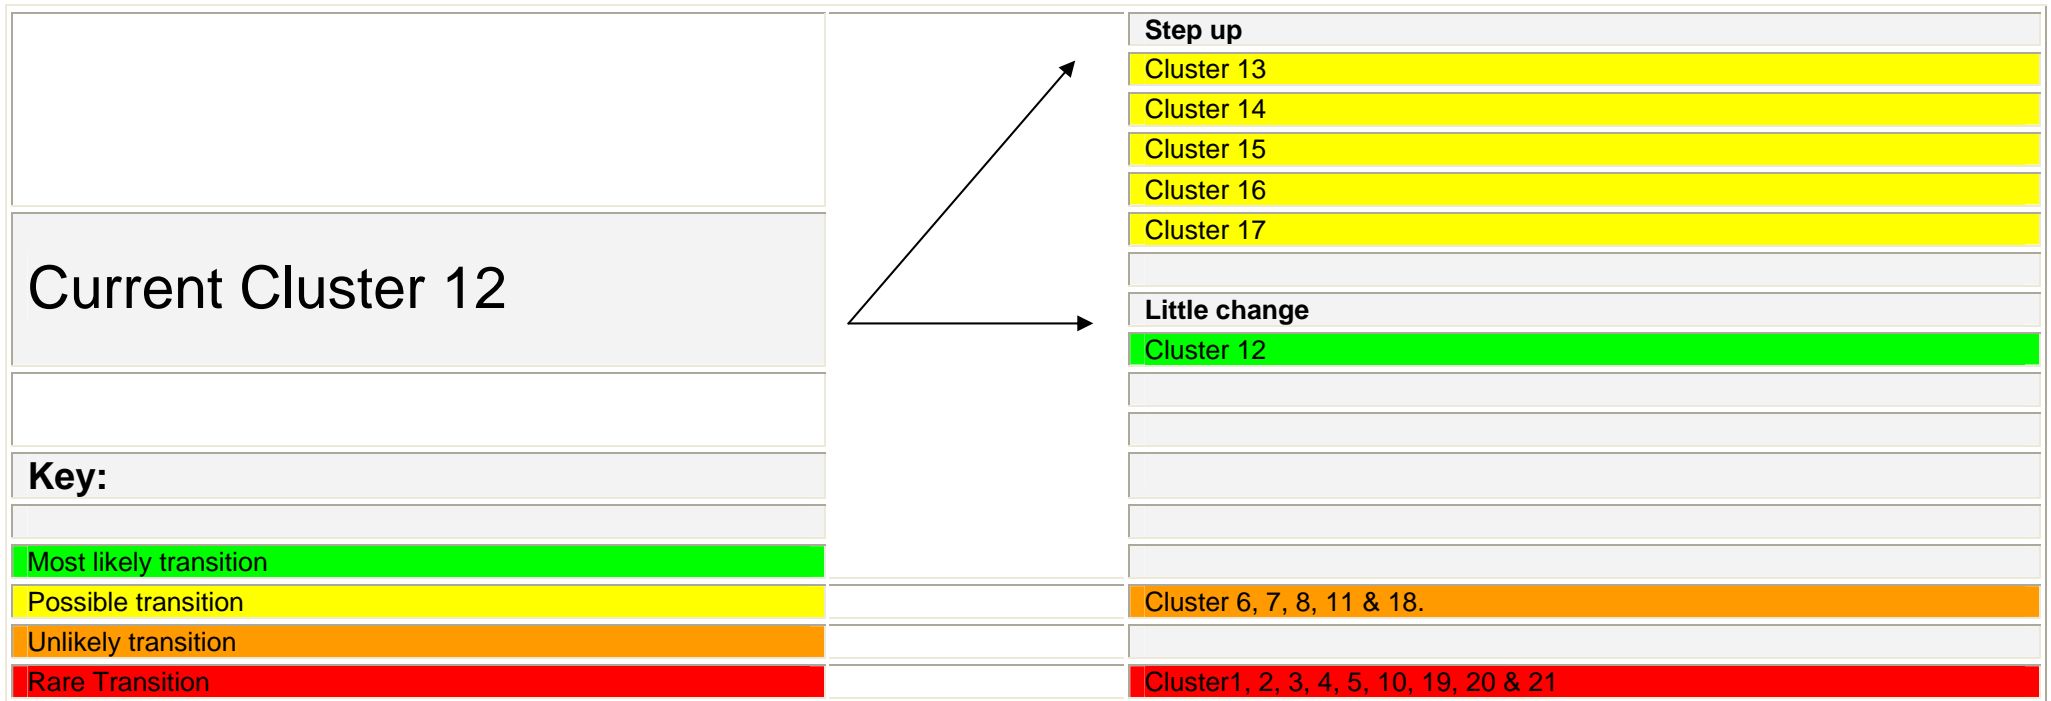 Step up
Cluster 13
Cluster 14
Cluster 15
Cluster 16
Cluster 17
Current Cluster 12
Little change
Cluster 12
Key:
Most likely transition
Possible transition
Cluster 6, 7, 8, 11 & 18.
Unlikely transition
Rare Transition
Cluster1, 2, 3, 4, 5, 10, 19, 20 & 21